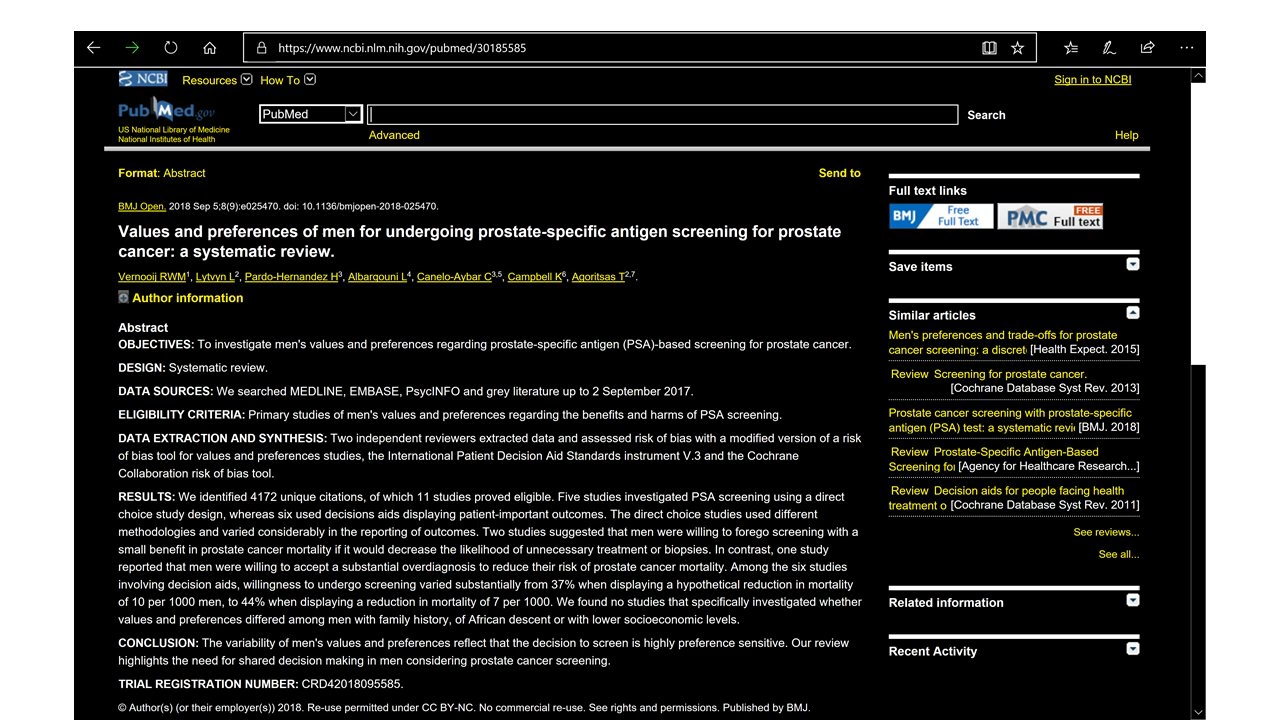 https://www.ncbi.nlm.nih.gov/pubmed/30185585
NCBI Resources How To Sign in to NCBI
PubMed.gov
US National Library of Medicine
National Institutes of Health
PubMed Search
Advanced Help
Format: Abstract Send to
BMJ Open. 2018 Sep 5;8(9):e025470. doi: 10.1136/bmjopen-2018-025470.
Values and preferences of men for undergoing prostate-specific antigen screening for prostate
cancer: a systematic review.
Vernooij RWM1, Lytvyn L2, Pardo-Hernandez H3, Albarqouni L4, Canelo-Aybar C3,5, Campbell K6, Agoritsas T2,7.
Author information
Abstract
OBJECTIVES: To investigate men's values and preferences regarding prostate-specific antigen (PSA)-based screening for prostate cancer.
DESIGN: Systematic review.
DATA SOURCES: We searched MEDLINE, EMBASE, PsycINFO and grey literature up to 2 September 2017.
ELIGIBILITY CRITERIA: Primary studies of men's values and preferences regarding the benefits and harms of PSA screening.
DATA EXTRACTION AND SYNTHESIS: Two independent reviewers extracted data and assessed risk of bias with a modified version of a risk
of bias tool for values and preferences studies, the International Patient Decision Aid Standards instrument V.3 and the Cochrane
Collaboration risk of bias tool.
RESULTS: We identified 4172 unique citations, of which 11 studies proved eligible. Five studies investigated PSA screening using a direct
choice study design, whereas six used decisions aids displaying patient-important outcomes. The direct choice studies used different
methodologies and varied considerably in the reporting of outcomes. Two studies suggested that men were willing to forego screening with a
small benefit in prostate cancer mortality if it would decrease the likelihood of unnecessary treatment or biopsies. In contrast, one study
reported that men were willing to accept a substantial overdiagnosis to reduce their risk of prostate cancer mortality. Among the six studies
involving decision aids, willingness to undergo screening varied substantially from 37% when displaying a hypothetical reduction in mortality
of 10 per 1000 men, to 44% when displaying a reduction in mortality of 7 per 1000. We found no studies that specifically investigated whether
values and preferences differed among men with family history, of African descent or with lower socioeconomic levels.
CONCLUSION: The variability of men's values and preferences reflect that the decision to screen is highly preference sensitive. Our review
highlights the need for shared decision making in men considering prostate cancer screening.
TRIAL REGISTRATION NUMBER: CRD42018095585.
© Author(s) (or their employer(s)) 2018. Re-use permitted under CC BY-NC. No commercial re-use. See rights and permissions. Published by BMJ.
Full text links
BMJ Free
Full Text
PMC FREE
Full text
Save items
Similar articles
Men's preferences and trade-offs for prostate
cancer screening: a discret [Health Expect. 2015]
Review Screening for prostate cancer.
[Cochrane Database Syst Rev. 2013]
Prostate cancer screening with prostate-specific
antigen (PSA) test: a systematic revi [BMJ. 2018]
Review Prostate-Specific Antigen-Based
Screening for [Agency for Healthcare Research...]
Review Decision aids for people facing health
treatment o [Cochrane Database Syst Rev. 2011]
See reviews...
See all...
Related information
Recent Activity